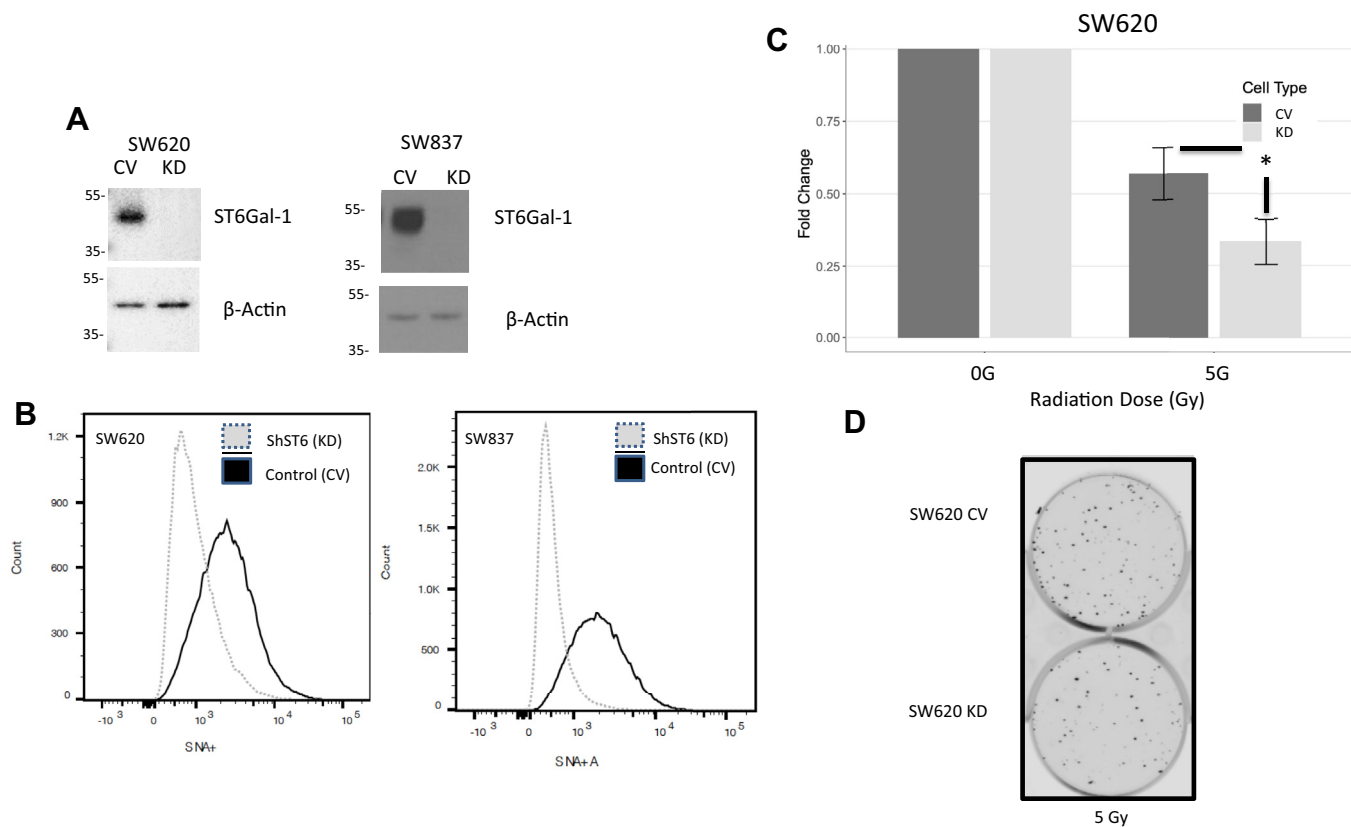 A
SW620
CV KD
55-
35-
ST6Gal-1
55-
35-
β-Actin
SW837
CV KD
55-
35-
ST6Gal-1
55-
35-
β-Actin
B
SW620
ShST6 (KD)
Control (CV)
1.2K
900
600
300
0
Count
-10 3 0 10 3 10 4 10 5
SNA+
SW837
ShST6 (KD)
Control (CV)
2.0K
1.5K
1.0K
500
0
Count
-10 3 0 10 3 10 4 10 5
SNA+ A
C
SW620
1.00
0.75
0.50
0.25
0.00
Fold Change
Cell Type
CV
KD
*
0G 5G
Radiation Dose (Gy)
D
SW620 CV
SW620 KD
5 Gy